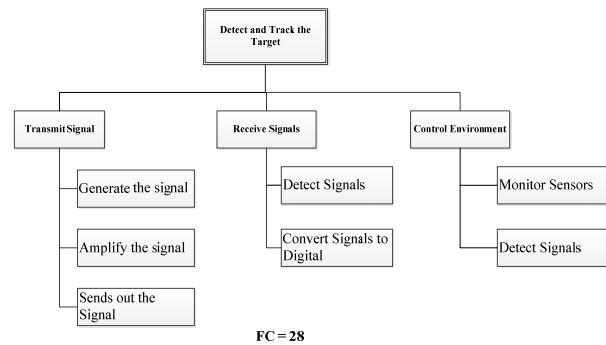 Detect and Track the
Target
Transmit Signal
Receive Signals
Control Environment
Generate the signal
Detect Signals
Monitor Sensors
Amplify the signal
Convert Signals to
Digital
Detect Signals
Sends out the
Signal
FC = 28